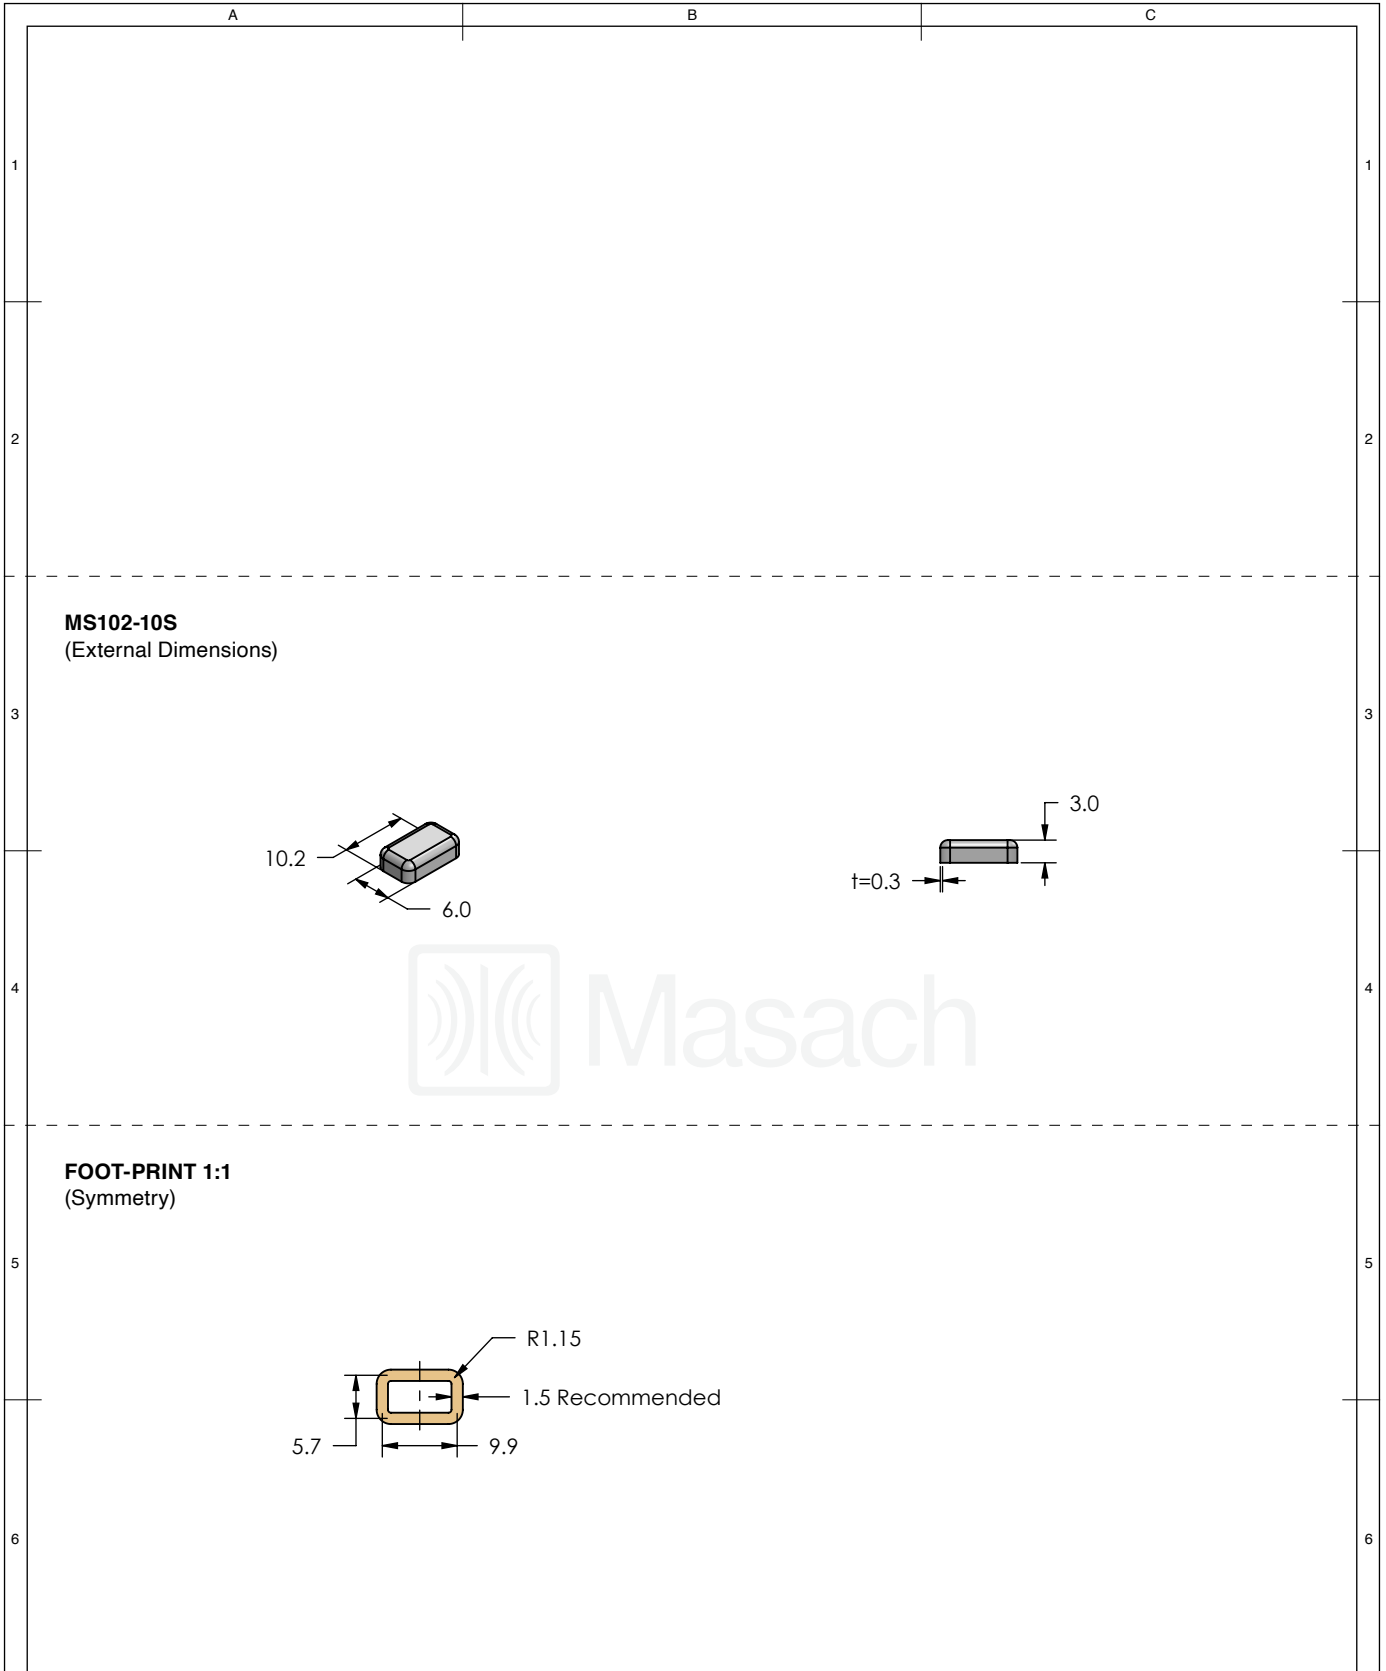 A B C
1 1
2 2
MS102-10S
(External Dimensions)
3 3
3.0
10.2
t=0.3
6.0
4 4
Masach
FOOT-PRINT 1:1
(Symmetry)
5 5
R1.15
1.5 Recommended
5.7 9.9
6 6